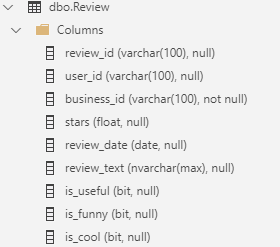 dbo.Review
Columns
review_id (varchar(100), null)
user_id (varchar(100), null)
business_id (varchar(100), not null)
stars (float, null)
review_date (date, null)
review_text (nvarchar(max), null)
is_useful (bit, null)
is_funny (bit, null)
is_cool (bit, null)